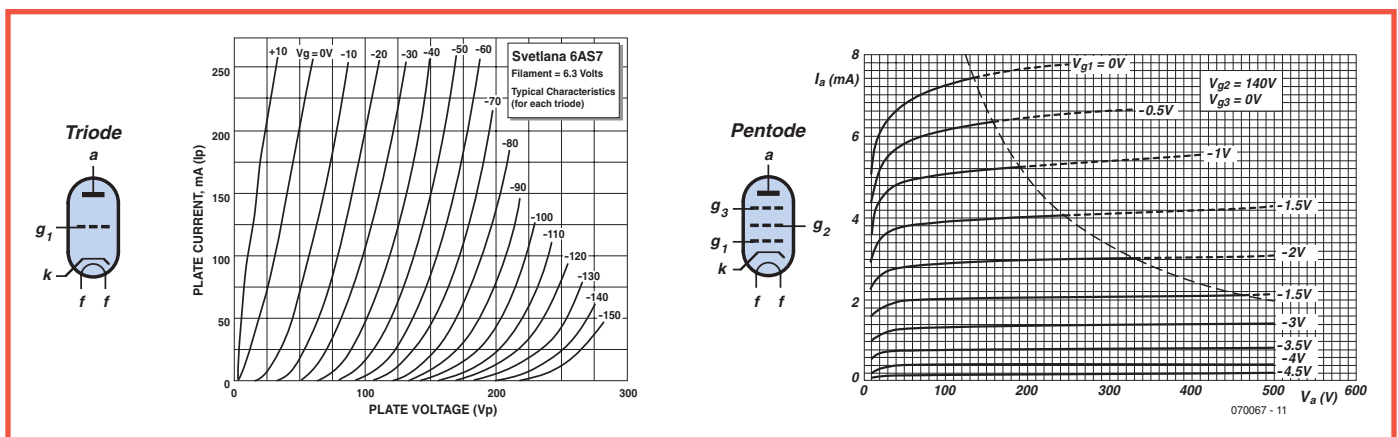 Triode
a
g1
k
f f
PLATE CURRENT, mA (Ip)
250
200
150
100
50
0
+10 Vg = 0V -10 -20 -30 -40 -50 -60
-70
-80
-90
-100
-110
-120
-130
-140
-150
Svetlana 6AS7
Filament = 6.3 Volts
Typical Characteristics
(for each triode)
100 200 300
PLATE VOLTAGE (Vp)
Pentode
a
g3
g2
g1
k
f f
Ia (mA)
8
6
4
2
0
Vg1 = 0V
Vg2 = 140V
Vg3 = 0V
-0.5V
-1V
-1.5V
-2V
-1.5V
-3V
-3.5V
-4V
-4.5V
100 200 300 400 500 600
Va (V)
070067 - 11